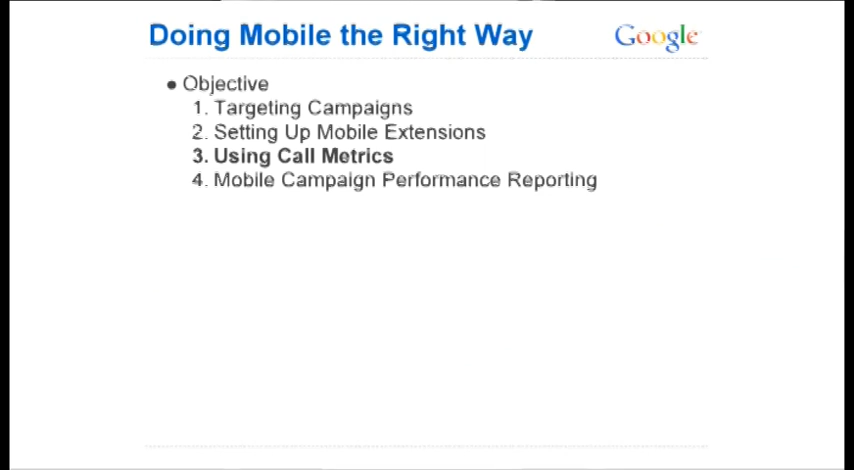 Doing Mobile the Right Way
Google
● Objective
1. Targeting Campaigns
2. Setting Up Mobile Extensions
3. Using Call Metrics
4. Mobile Campaign Performance Reporting